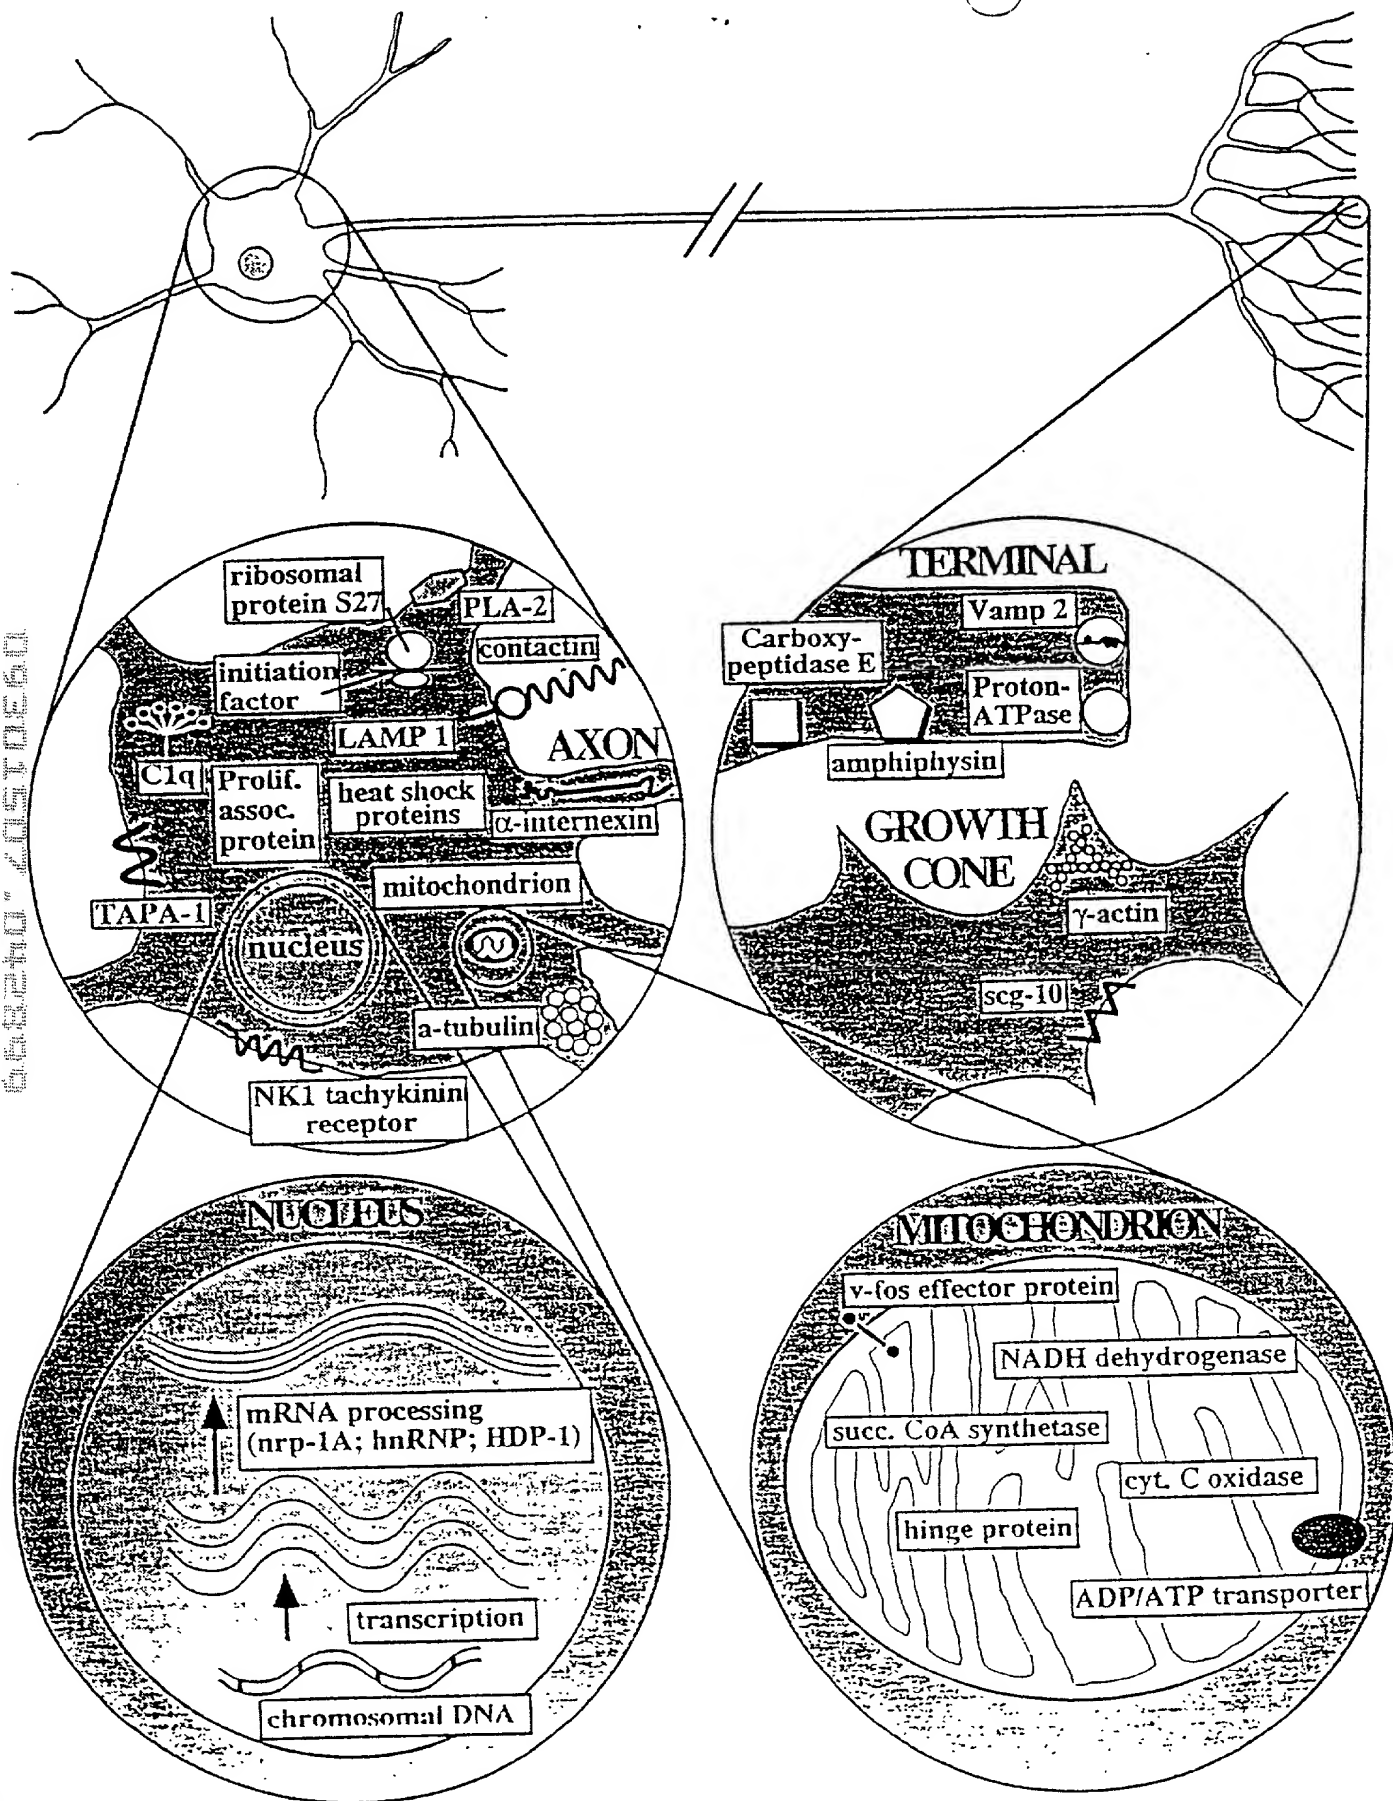 ribosomal
protein S27
PLA-2
contactin
initiation
factor
LAMP 1
AXON
C1q
Prolif.
assoc.
protein
heat shock
proteins
α-internexin
mitochondrion
TAPA-1
nucleus
a-tubulin
NK1 tachykinin
receptor
TERMINAL
Vamp 2
Carboxy-
peptidase E
Proton-
ATPase
amphiphysin
GROWTH
CONE
γ-actin
scg-10
NUCLEUS
mRNA processing
(nrp-1A; hnRNP; HDP-1)
transcription
chromosomal DNA
MITOCHONDRION
v-fos effector protein
NADH dehydrogenase
succ. CoA synthetase
cyt. C oxidase
hinge protein
ADP/ATP transporter